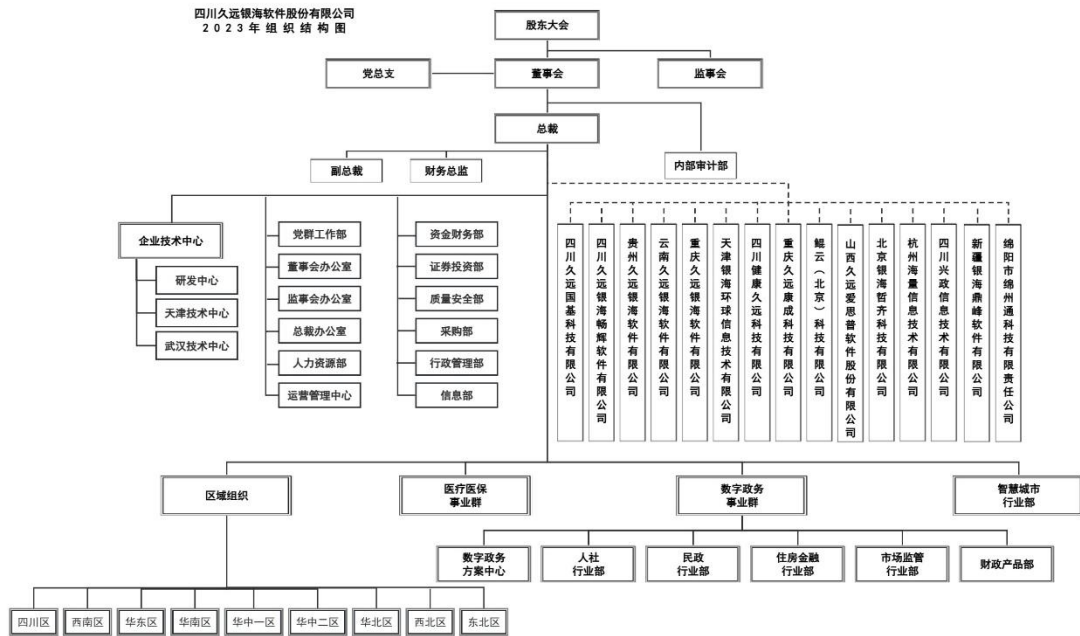 四川久远银海软件股份有限公司
2023年组织结构图
股东大会
党总支
董事会
监事会
总裁
内部审计部
副总裁
财务总监
企业技术中心
研发中心
天津技术中心
武汉技术中心
党群工作部
董事会办公室
监事会办公室
总裁办公室
人力资源部
运营管理中心
资金财务部
证券投资部
质量安全部
采购部
行政管理部
信息部
四川久远国基科技有限公司
四川久远银海畅辉软件有限公司
贵州久远银海软件有限公司
云南久远银海软件有限公司
重庆久远银海软件有限公司
天津银海环球信息技术有限公司
四川健康久远科技有限公司
重庆久远康成科技有限公司
鲲云（北京）科技有限公司
山西久远爱思普软件股份有限公司
北京银海哲齐科技有限公司
杭州海量信息技术有限公司
四川兴政信息技术有限公司
新疆银海鼎峰软件有限公司
绵阳市绵州通科技有限责任公司
区域组织
医疗医保
事业群
数字政务
事业群
智慧城市
行业部
数字政务
方案中心
人社
行业部
民政
行业部
住房金融
行业部
市场监管
行业部
财政产品部
四川区
西南区
华东区
华南区
华中一区
华中二区
华北区
西北区
东北区